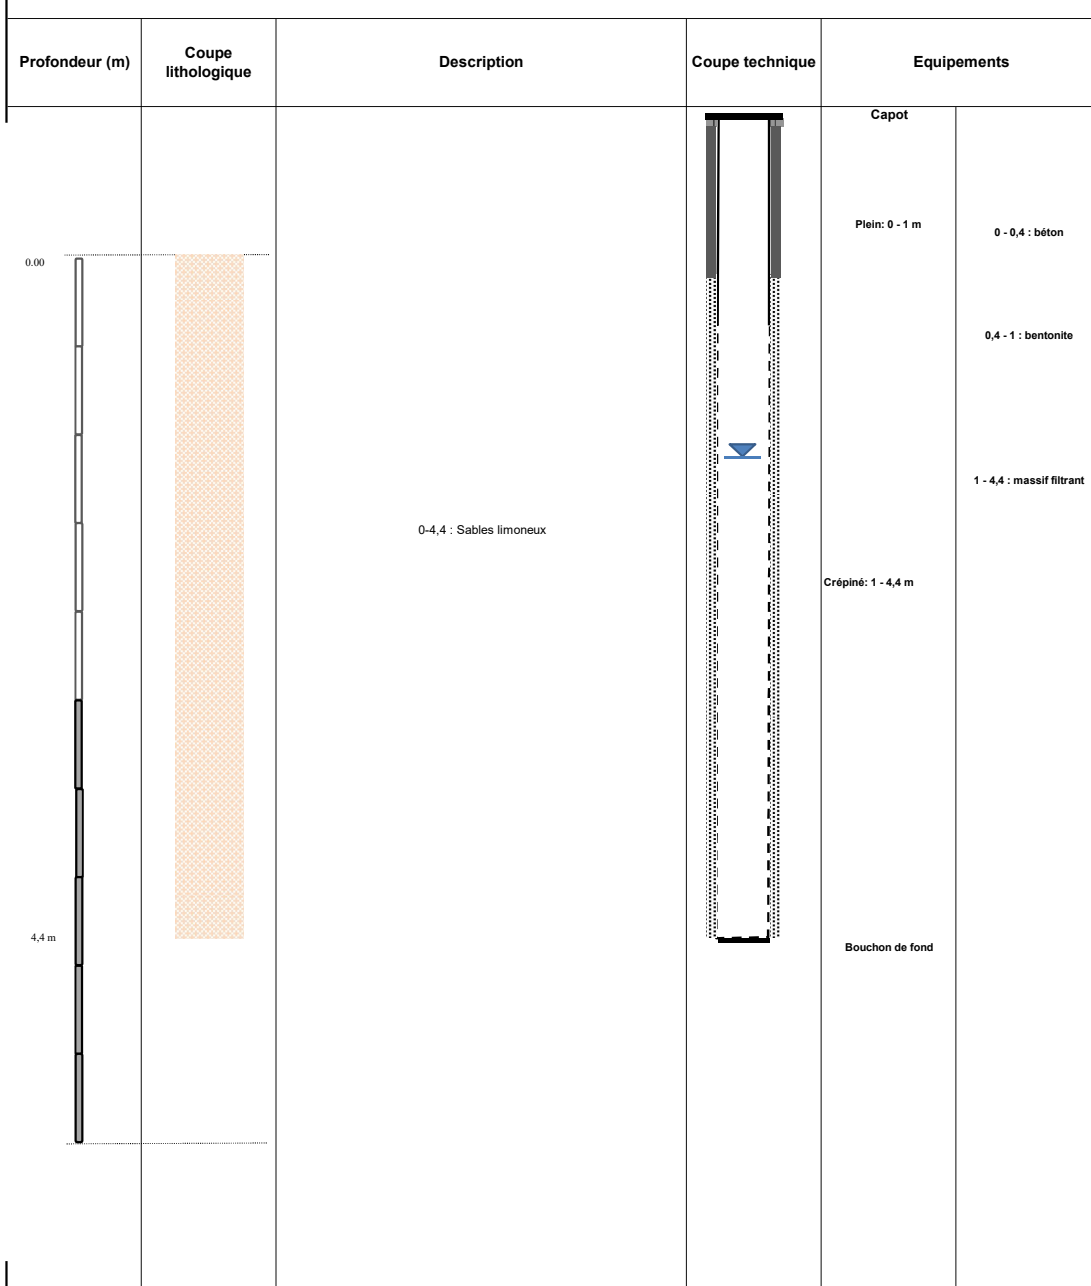 Profondeur (m)
Coupe
lithologique
Description
Coupe technique
Equipements
Capot
Plein: 0 - 1 m
0 - 0,4 : béton
0.00
0,4 - 1 : bentonite
1 - 4,4 : massif filtrant
0-4,4 : Sables limoneux
Crépiné: 1 - 4,4 m
4,4 m
Bouchon de fond